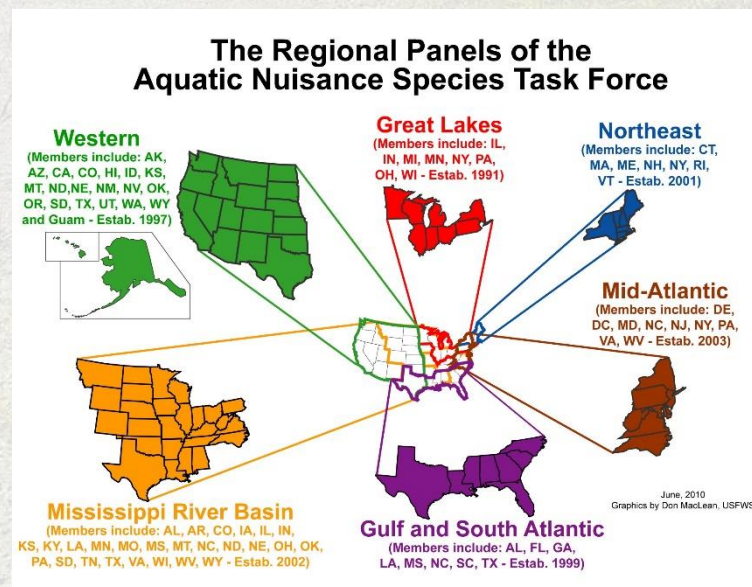 The Regional Panels of the
Aquatic Nuisance Species Task Force
Western
(Members include: AK,
AZ, CA, CO, HI, ID, KS,
MT, ND,NE, NM, NV, OK,
OR, SD, TX, UT, WA, WY
and Guam - Estab. 1997)
Great Lakes
(Members include: IL,
IN, MI, MN, NY, PA,
OH, WI - Estab. 1991)
Northeast
(Members include: CT,
MA, ME, NH, NY, RI,
VT - Estab. 2001)
Mid-Atlantic
(Members include: DE,
DC, MD, NC, NJ, NY, PA,
VA, WV - Estab. 2003)
Mississippi River Basin
(Members include: AL, AR, CO, IA, IL, IN,
KS, KY, LA, MN, MO, MS, MT, NC, ND, NE, OH, OK,
PA, SD, TN, TX, VA, WI, WV, WY - Estab. 2002)
Gulf and South Atlantic
(Members include: AL, FL, GA,
LA, MS, NC, SC, TX - Estab. 1999)
June, 2010
Graphics by Don MacLean, USFWS